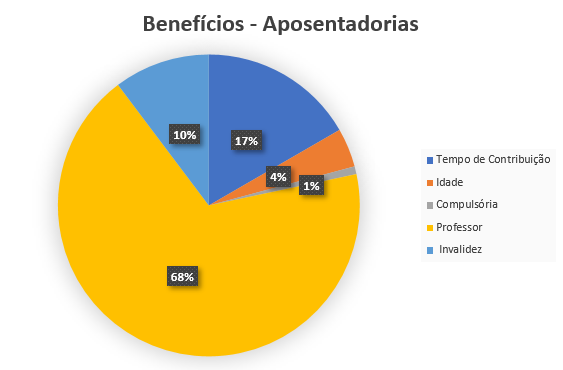 Benefícios - Aposentadorias
10%
17%
4%
1%
68%
Tempo de Contribuição
Idade
Compulsória
Professor
Invalidez